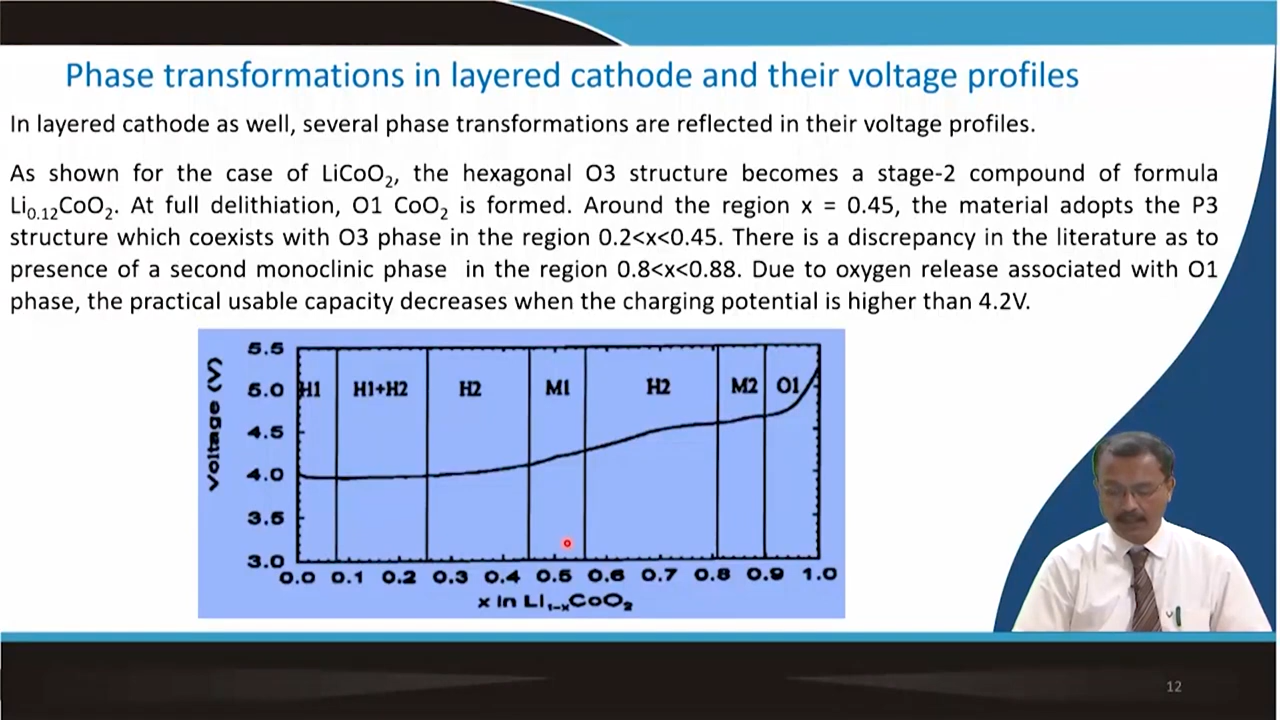 Phase transformations in layered cathode and their voltage profiles
In layered cathode as well, several phase transformations are reflected in their voltage profiles.
As shown for the case of LiCoO₂, the hexagonal O3 structure becomes a stage-2 compound of formula
Li₀.₁₂CoO₂. At full delithiation, O1 CoO₂ is formed. Around the region x = 0.45, the material adopts the P3
structure which coexists with O3 phase in the region 0.2<x<0.45. There is a discrepancy in the literature as to
presence of a second monoclinic phase in the region 0.8<x<0.88. Due to oxygen release associated with O1
phase, the practical usable capacity decreases when the charging potential is higher than 4.2V.
Voltage (V)
5.5
5.0
4.5
4.0
3.5
3.0
H1 H1+H2 H2 M1 H2 M2 O1
0.0 0.1 0.2 0.3 0.4 0.5 0.6 0.7 0.8 0.9 1.0
x in Li₁₋ₓCoO₂
12